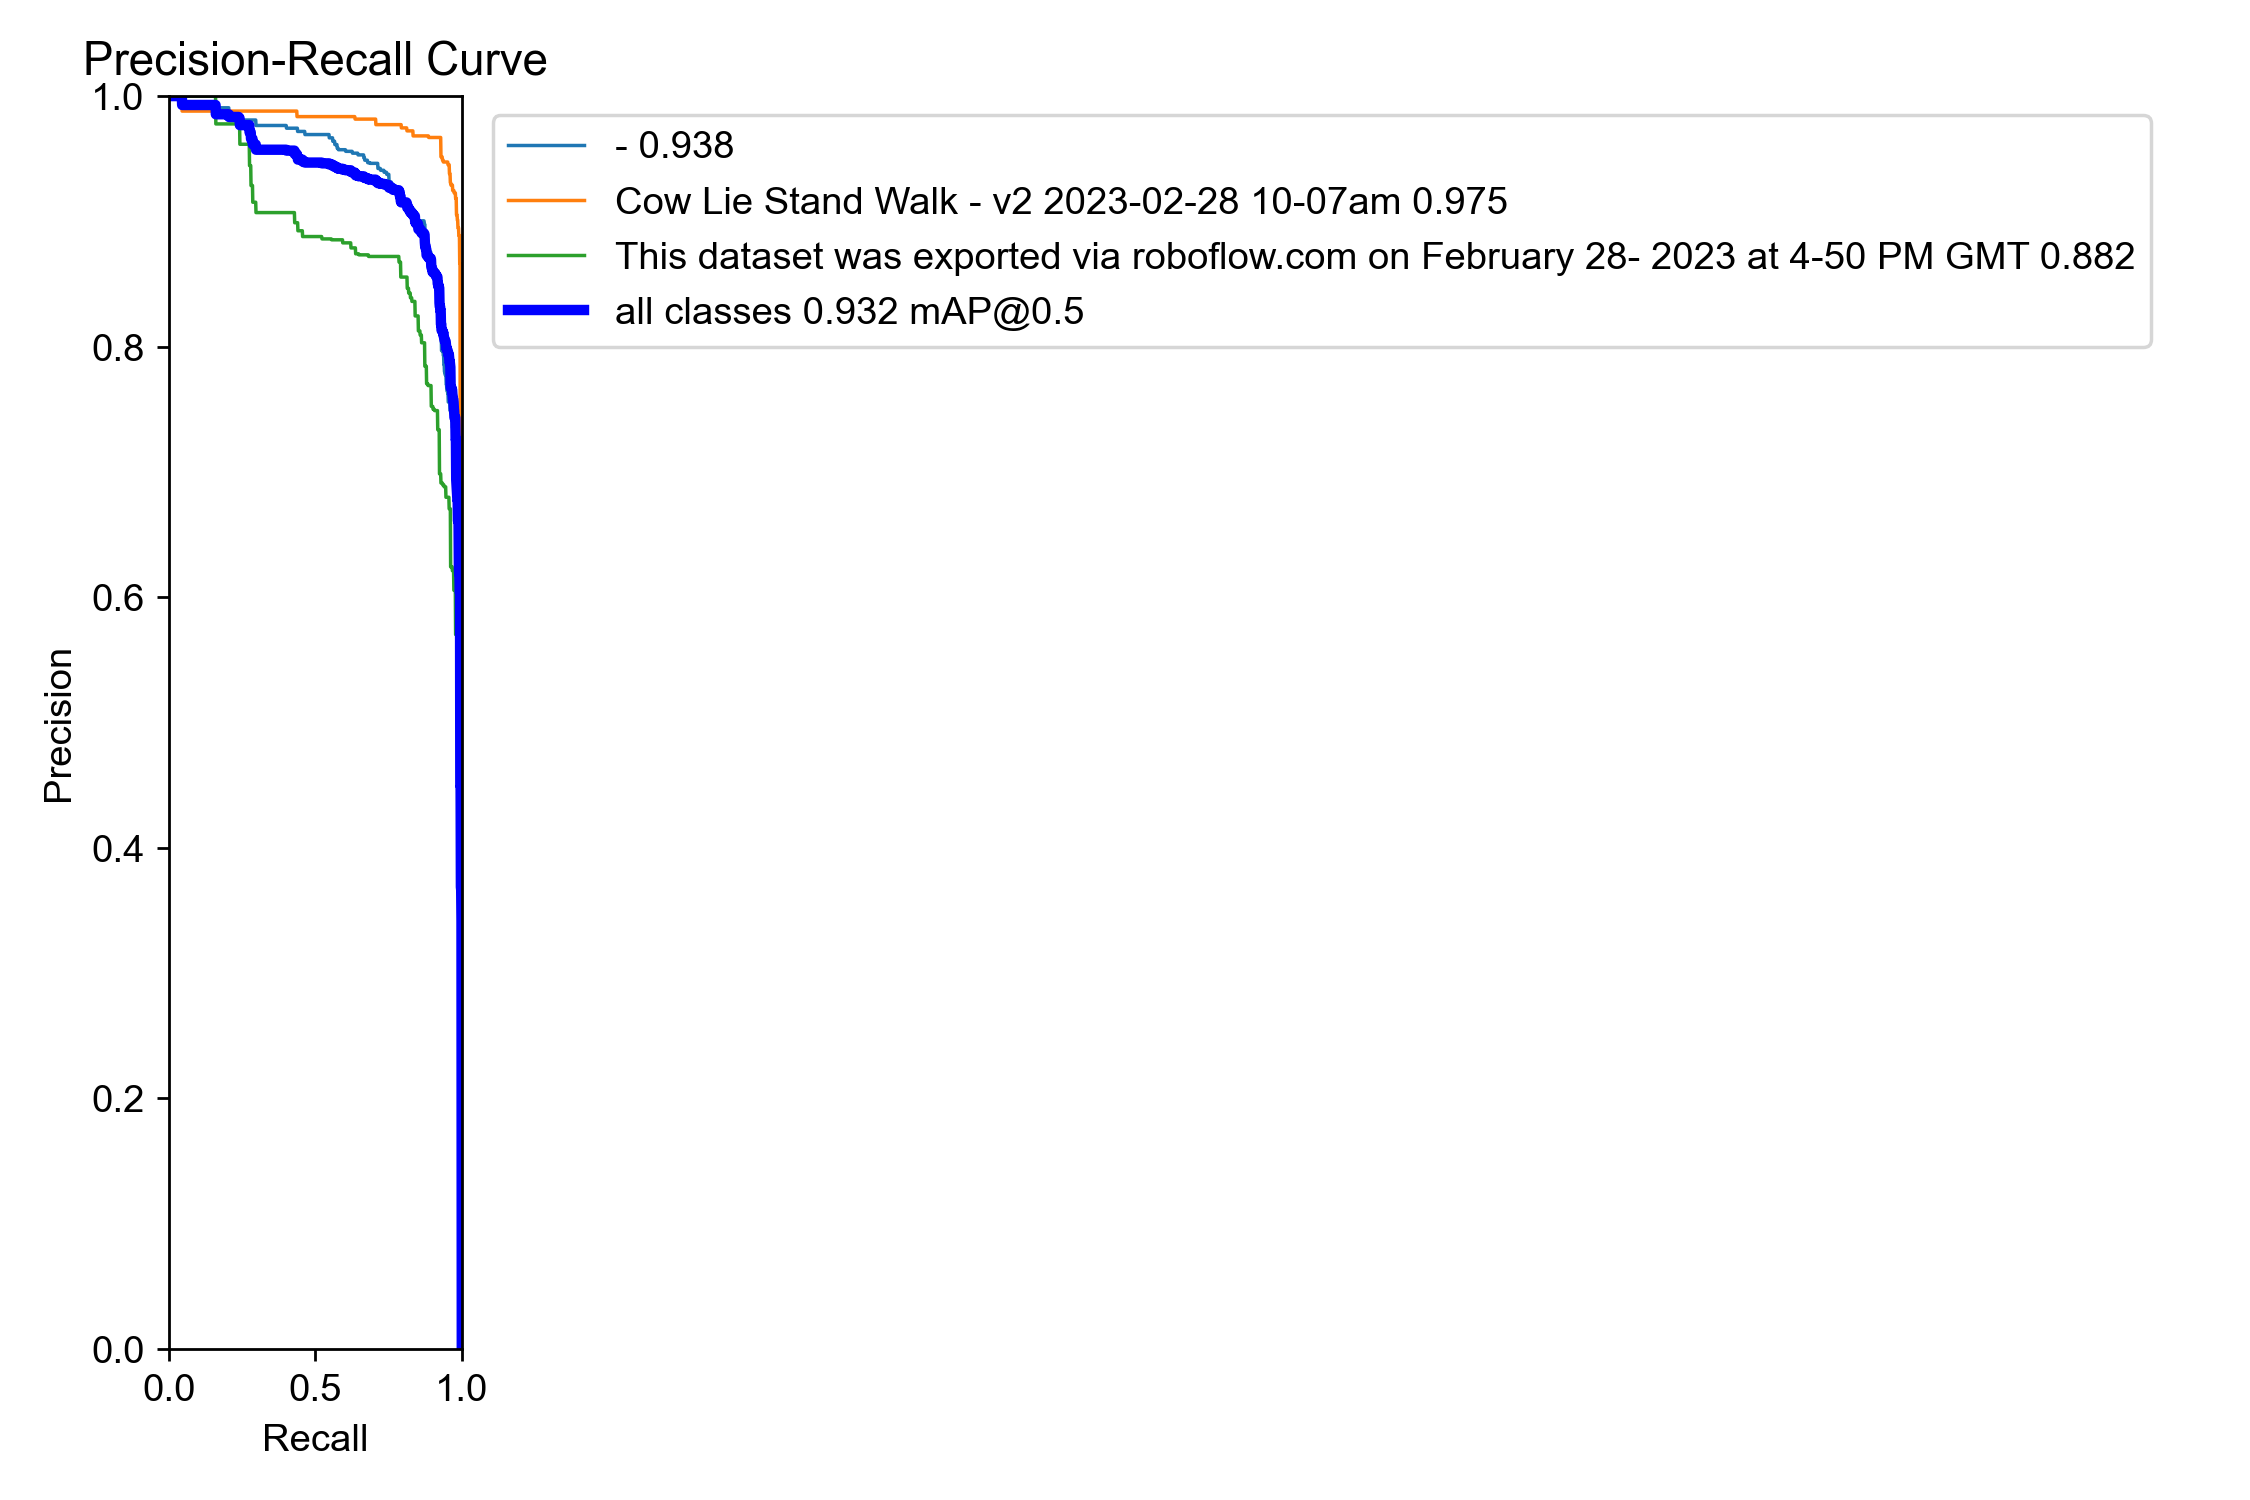 Precision-Recall Curve
1.0
0.8
0.6
0.4
0.2
0.0
Precision
0.0 0.5 1.0
Recall
- 0.938
Cow Lie Stand Walk - v2 2023-02-28 10-07am 0.975
This dataset was exported via roboflow.com on February 28- 2023 at 4-50 PM GMT 0.882
all classes 0.932 mAP@0.5